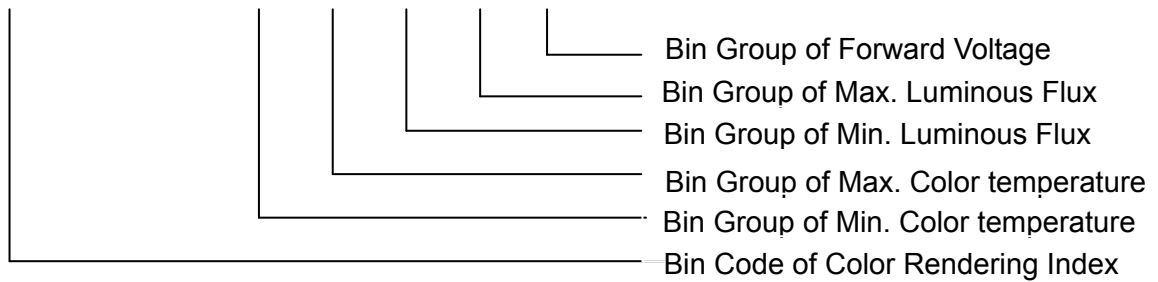 Bin Group of Forward Voltage
Bin Group of Max. Luminous Flux
Bin Group of Min. Luminous Flux
Bin Group of Max. Color temperature
Bin Group of Min. Color temperature
Bin Code of Color Rendering Index